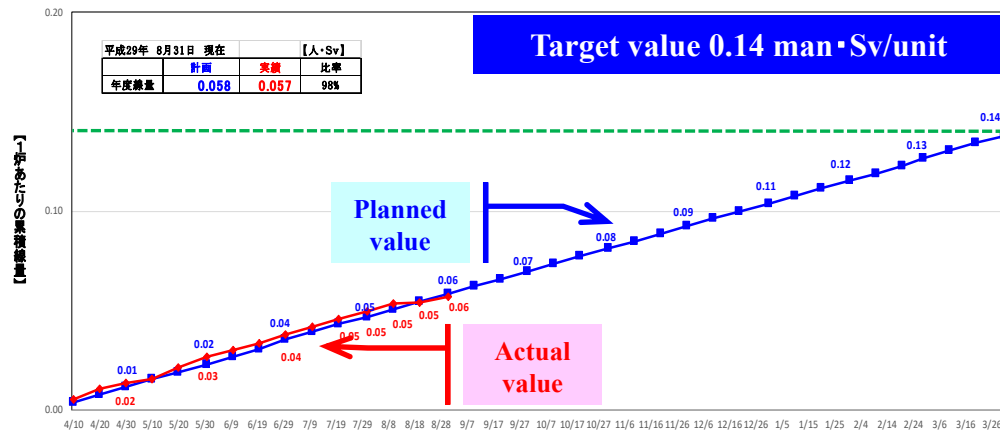 0.20
Target value 0.14 man・Sv/unit
平成29年 8月31日 現在 【人・Sv】
計画 実績 比率
年度線量 0.058 0.057 98%
【1炉あたりの累積線量】
0.14
0.13
0.12
0.11
0.10
0.09
Planned
value
0.08
0.07
0.06
0.05
0.06
0.05
0.05
0.05
0.05
0.04
0.04
0.02
0.03
0.01
0.02
Actual
value
0.00
4/10 4/20 4/30 5/10 5/20 5/30 6/9 6/19 6/29 7/9 7/19 7/29 8/8 8/18 8/28 9/7 9/17 9/27 10/7 10/17 10/27 11/6 11/16 11/26 12/6 12/16 12/26 1/5 1/15 1/25 2/4 2/14 2/24 3/6 3/16 3/26